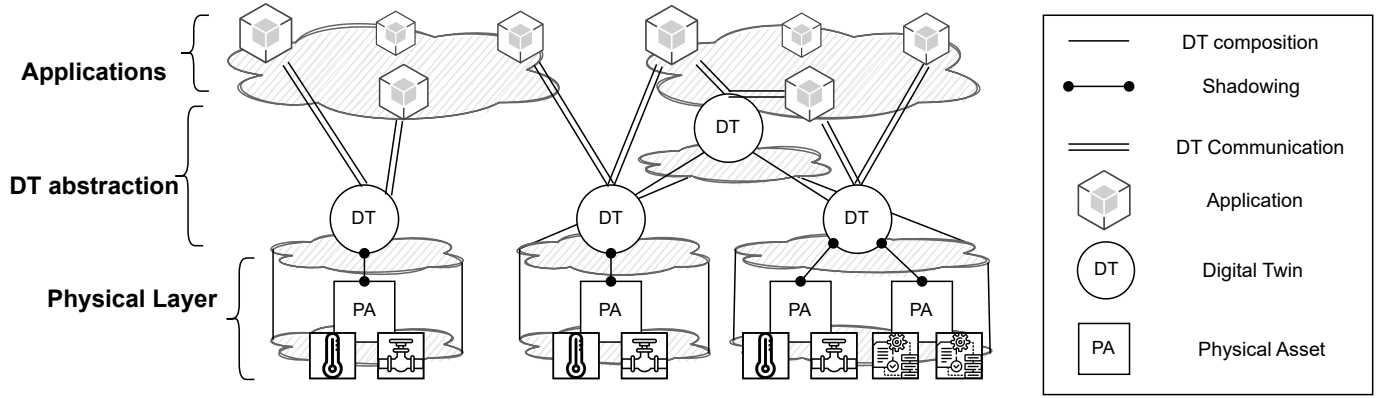 Applications
DT abstraction
Physical Layer
DT
DT
DT
DT
PA
PA
PA
PA
DT composition
Shadowing
DT Communication
Application
DT
Digital Twin
PA
Physical Asset